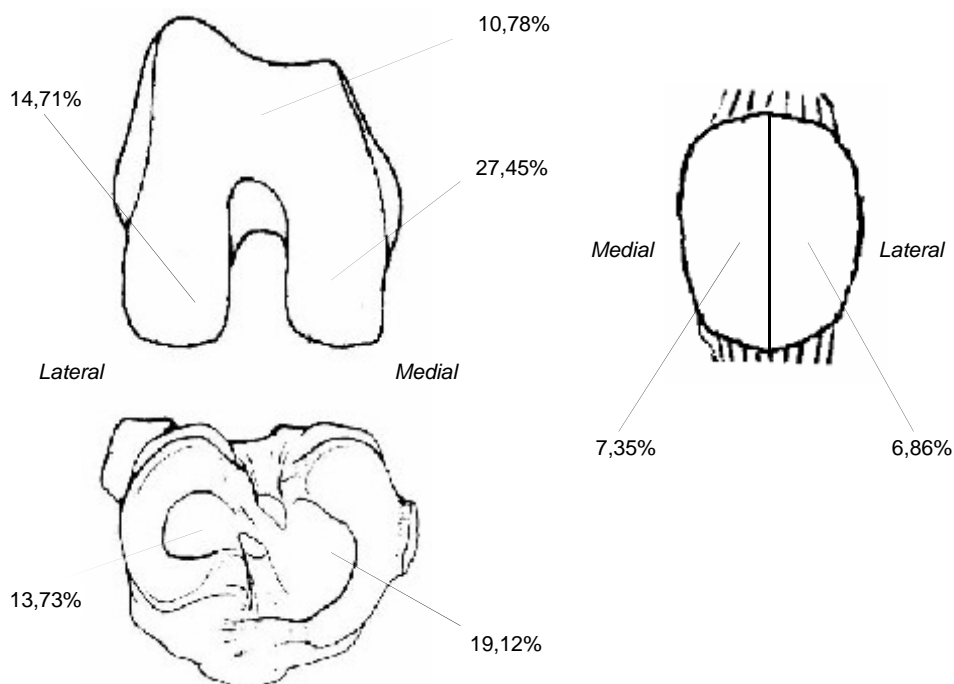 10,78%
14,71%
27,45%
Medial
Lateral
Lateral
Medial
7,35%
6,86%
13,73%
19,12%